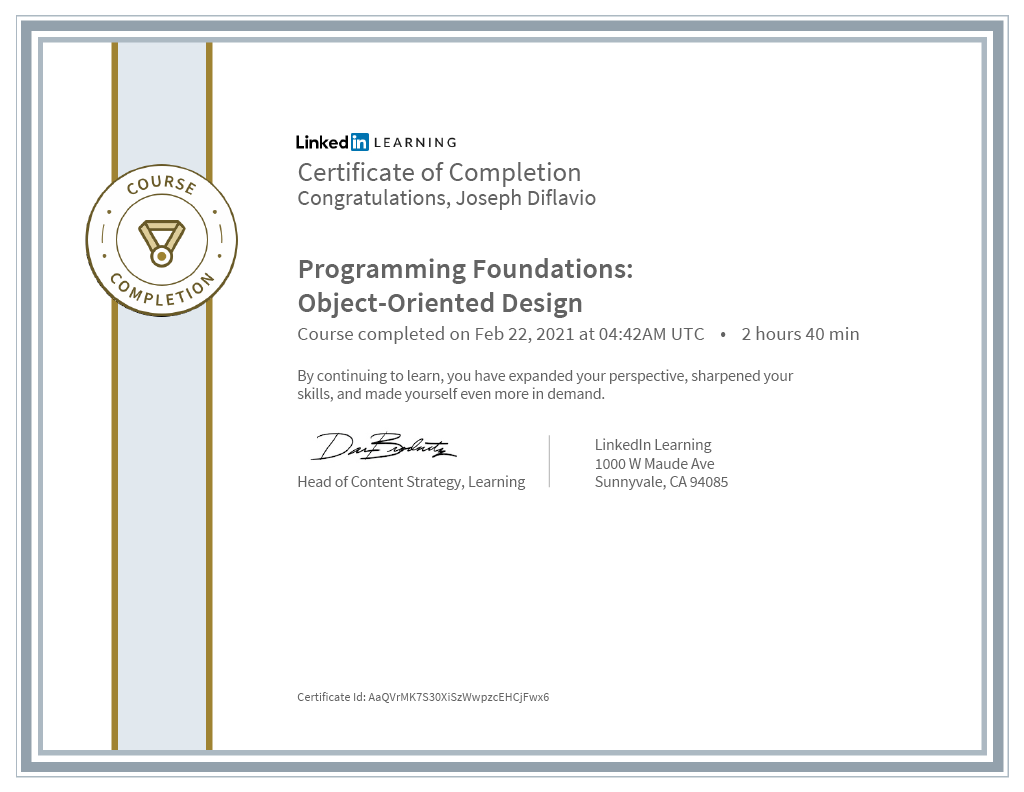 COURSE
COMPLETION
Linked in LEARNING
Certificate of Completion
Congratulations, Joseph Diflavio
Programming Foundations:
Object-Oriented Design
Course completed on Feb 22, 2021 at 04:42AM UTC • 2 hours 40 min
By continuing to learn, you have expanded your perspective, sharpened your
skills, and made yourself even more in demand.
Head of Content Strategy, Learning
LinkedIn Learning
1000 W Maude Ave
Sunnyvale, CA 94085
Certificate Id: AaQVrMK7S30XiSzWwpzcEHCjFwx6